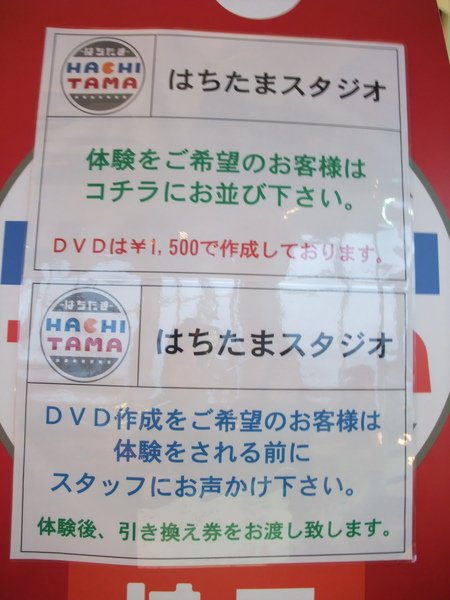 はちたま
HACHI
TAMA
はちたまスタジオ
体験をご希望のお客様は
コチラにお並び下さい。
DVDは¥1,500で作成しております。
はちたま
HACHI
TAMA
はちたまスタジオ
DVD作成をご希望のお客様は
体験をされる前に
スタッフにお声かけ下さい。
体験後、引き換え券をお渡し致します。